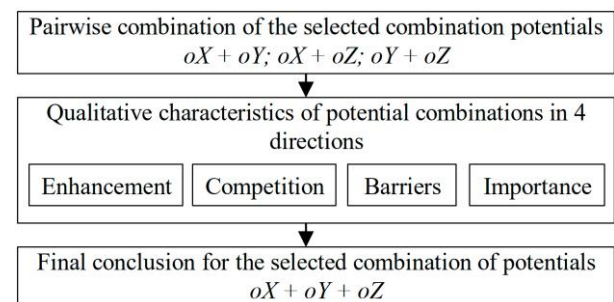 Pairwise combination of the selected combination potentials
oX + oY; oX + oZ; oY + oZ
Qualitative characteristics of potential combinations in 4
directions
Enhancement Competition Barriers Importance
Final conclusion for the selected combination of potentials
oX + oY + oZ